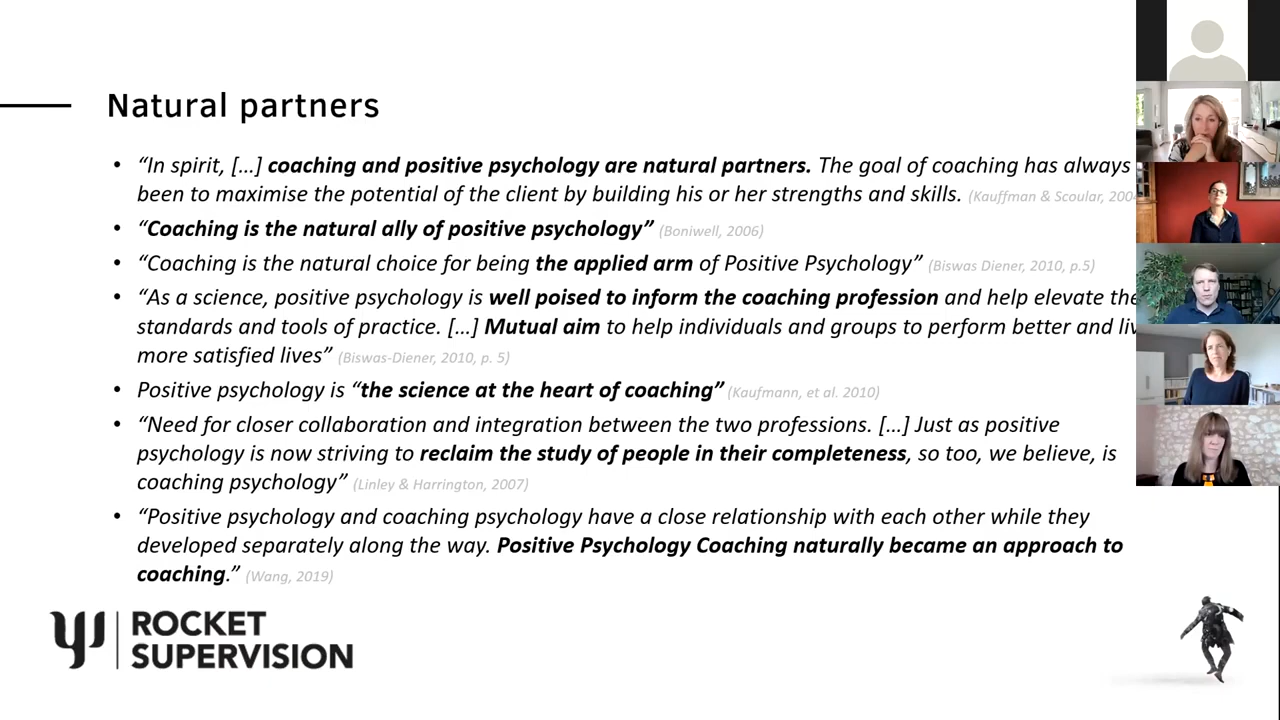 Natural partners
• “In spirit, […] coaching and positive psychology are natural partners. The goal of coaching has always
been to maximise the potential of the client by building his or her strengths and skills. (Kauffman & Scoular, 200
• “Coaching is the natural ally of positive psychology” (Boniwell, 2006)
• “Coaching is the natural choice for being the applied arm of Positive Psychology” (Biswas Diener, 2010, p.5)
• “As a science, positive psychology is well poised to inform the coaching profession and help elevate the
standards and tools of practice. […] Mutual aim to help individuals and groups to perform better and liv
more satisfied lives” (Biswas-Diener, 2010, p. 5)
• Positive psychology is “the science at the heart of coaching” (Kaufmann, et al. 2010)
• “Need for closer collaboration and integration between the two professions. […] Just as positive
psychology is now striving to reclaim the study of people in their completeness, so too, we believe, is
coaching psychology” (Linley & Harrington, 2007)
• “Positive psychology and coaching psychology have a close relationship with each other while they
developed separately along the way. Positive Psychology Coaching naturally became an approach to
coaching.” (Wang, 2019)
ROCKET
SUPERVISION